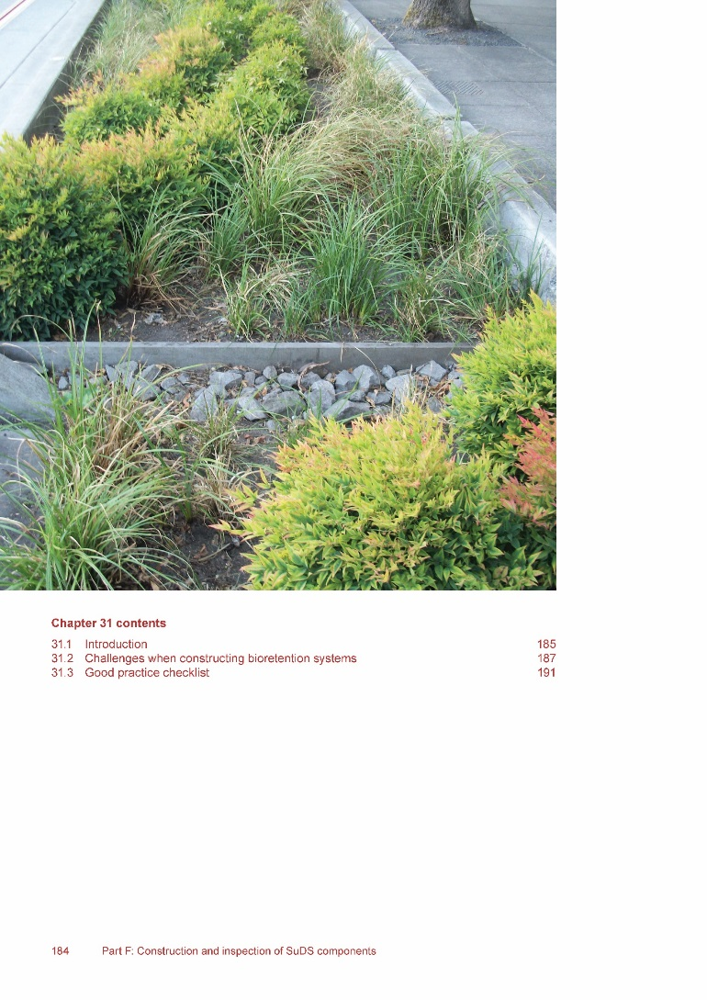 Chapter 31 contents
31.1 Introduction 185
31.2 Challenges when constructing bioretention systems 187
31.3 Good practice checklist 191
184 Part F: Construction and inspection of SuDS components